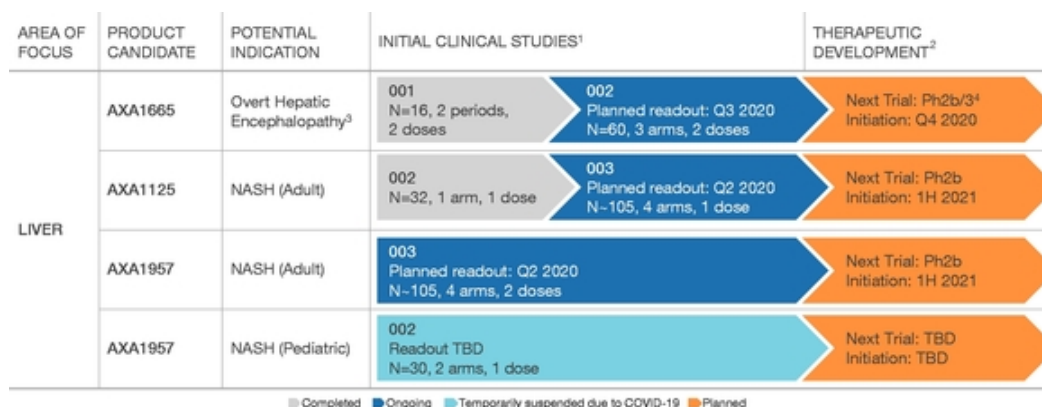 AREA OF FOCUS
PRODUCT CANDIDATE
POTENTIAL INDICATION
INITIAL CLINICAL STUDIES¹
THERAPEUTIC DEVELOPMENT²
LIVER
AXA1665
Overt Hepatic
Encephalopathy³
001
N=16, 2 periods,
2 doses
002
Planned readout: Q3 2020
N=60, 3 arms, 2 doses
Next Trial: Ph2b/3⁴
Initiation: Q4 2020
AXA1125
NASH (Adult)
002
N=32, 1 arm, 1 dose
003
Planned readout: Q2 2020
N~105, 4 arms, 1 dose
Next Trial: Ph2b
Initiation: 1H 2021
AXA1957
NASH (Adult)
003
Planned readout: Q2 2020
N~105, 4 arms, 2 doses
Next Trial: Ph2b
Initiation: 1H 2021
AXA1957
NASH (Pediatric)
002
Readout TBD
N=30, 2 arms, 1 dose
Next Trial: TBD
Initiation: TBD
Completed Ongoing Temporarily suspended due to COVID-19 Planned